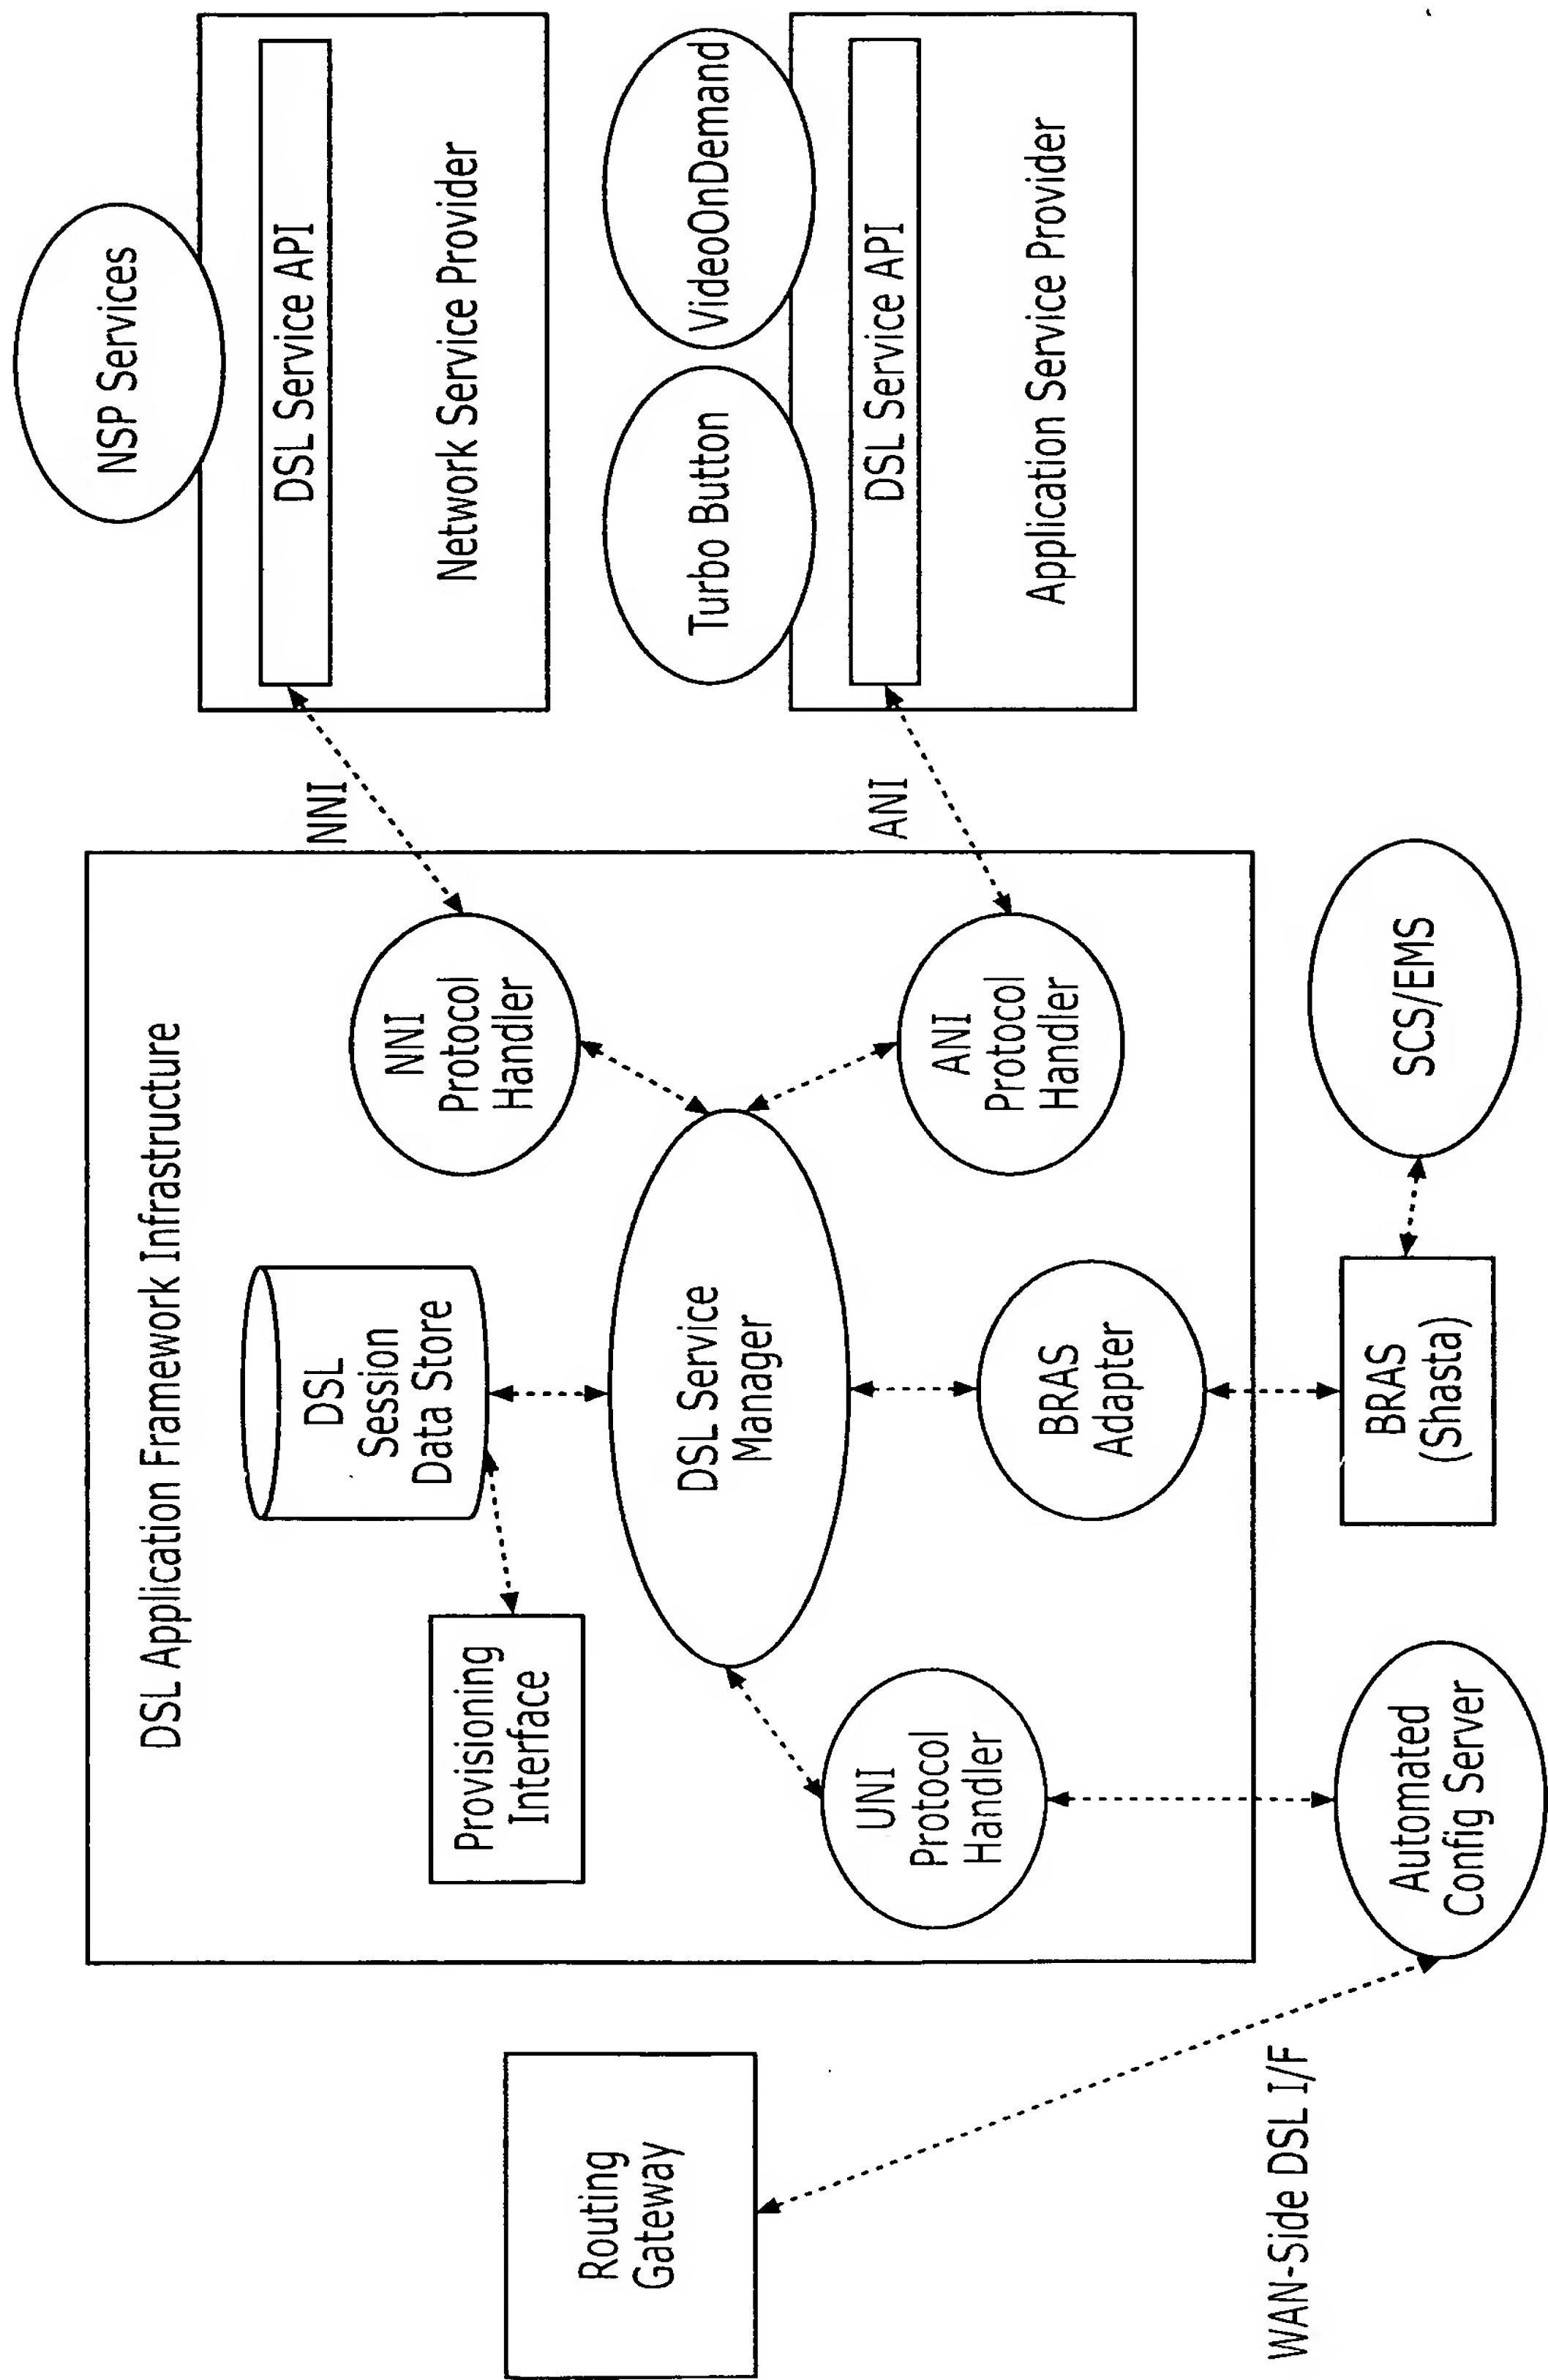 DSL Application Framework Infrastructure
Routing
Gateway
WAN-Side DSL I/F
Provisioning
Interface
DSL
Session
Data Store
DSL Service
Manager
UNI
Protocol
Handler
BRAS
Adapter
NNI
Protocol
Handler
ANI
Protocol
Handler
Automated
Config Server
BRAS
(Shasta)
SCS/EMS
NNI
ANI
NSP Services
DSL Service API
Network Service Provider
Turbo Button
VideoOnDemand
DSL Service API
Application Service Provider